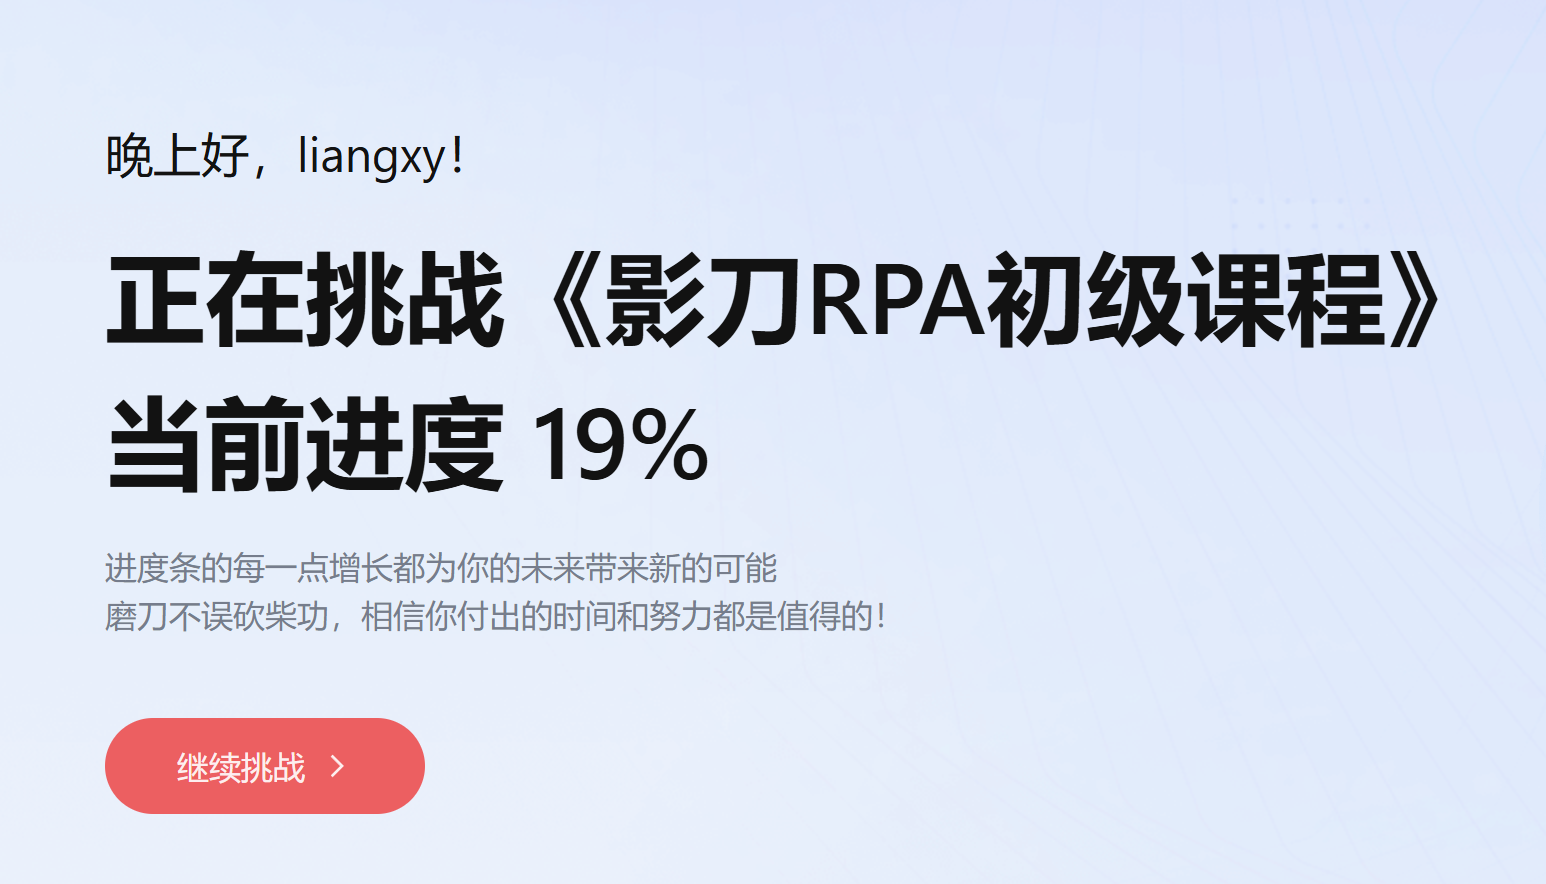 晚上好，liangxy！
正在挑战《影刀RPA初级课程》
当前进度 19%
进度条的每一点增长都为你的未来带来新的可能
磨刀不误砍柴功，相信你付出的时间和努力都是值得的！
继续挑战 >